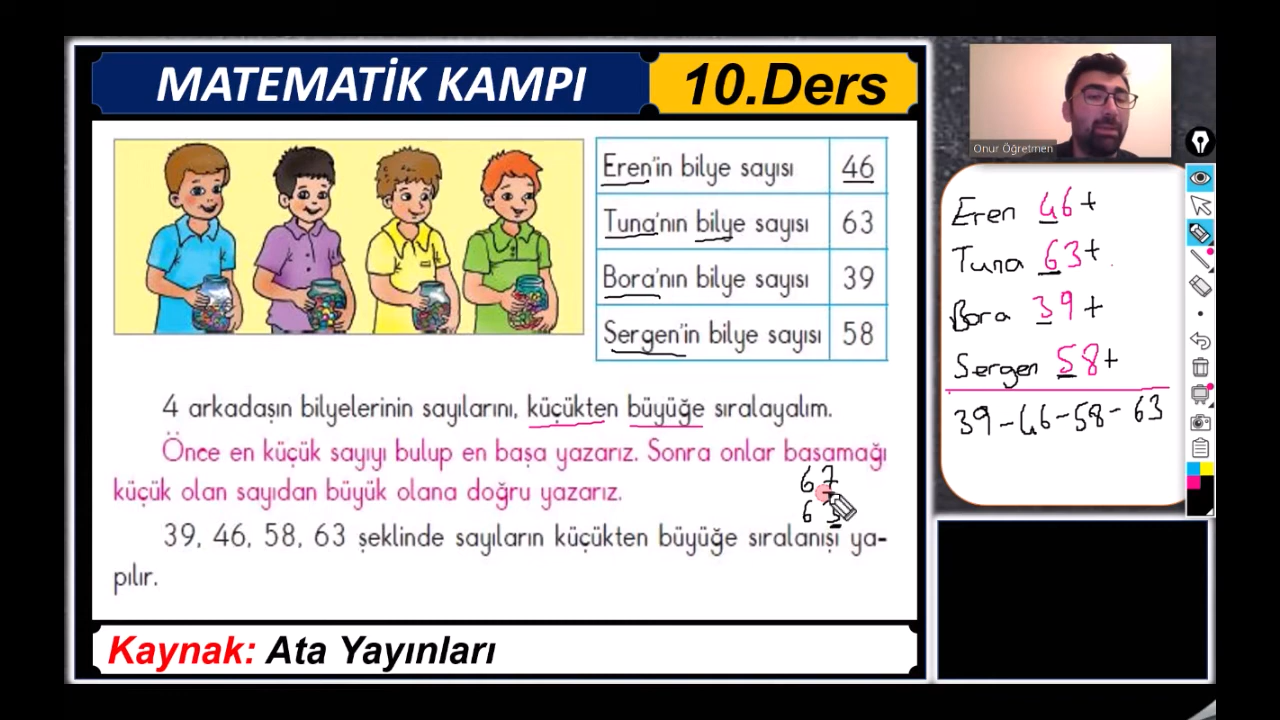 MATEMATİK KAMPI
10.Ders
Eren'in bilye sayısı 46
Tuna'nın bilye sayısı 63
Bora'nın bilye sayısı 39
Sergen'in bilye sayısı 58
4 arkadaşın bilyelerinin sayılarını, küçükten büyüğe sıralayalım.
Önce en küçük sayıyı bulup en başa yazarız. Sonra onlar basamağı
küçük olan sayıdan büyük olana doğru yazarız.
67
63
39, 46, 58, 63 şeklinde sayıların küçükten büyüğe sıralanışı ya-
pılır.
Kaynak: Ata Yayınları
Onur Öğretmen
Eren 46+
Tuna 63+
Bora 39+
Sergen 58+
39-46-58-63